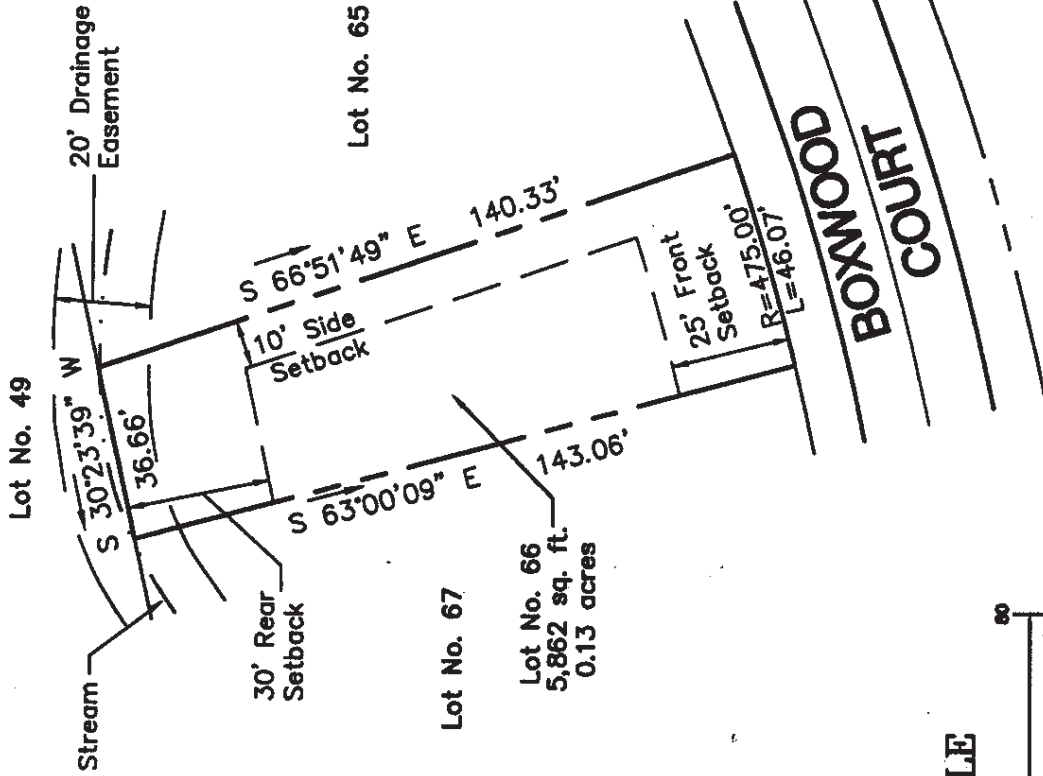 Lot No. 49
20' Drainage
Easement
Lot No. 65
S 30°23'39" W
36.66'
S 66°51'49" E 140.33'
10' Side
Setback
Stream
30' Rear
Setback
S 63°00'09" E 143.06'
Lot No. 67
Lot No. 66
5,862 sq. ft.
0.13 acres
25' Front
Setback
R=475.00'
L=46.07'
BOXWOOD
COURT
80
LE